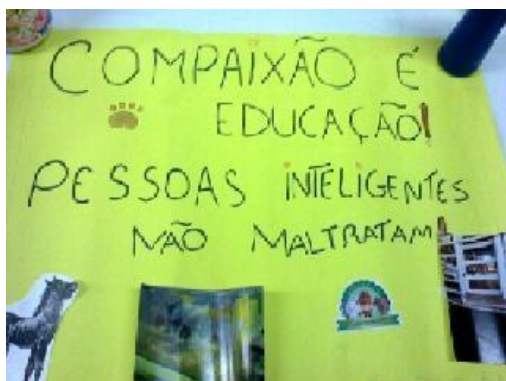 COMPAiXÃO É
EDUCAÇÃO!
PESSOAS iNTELIGENTES
NÃO MALTRATAM